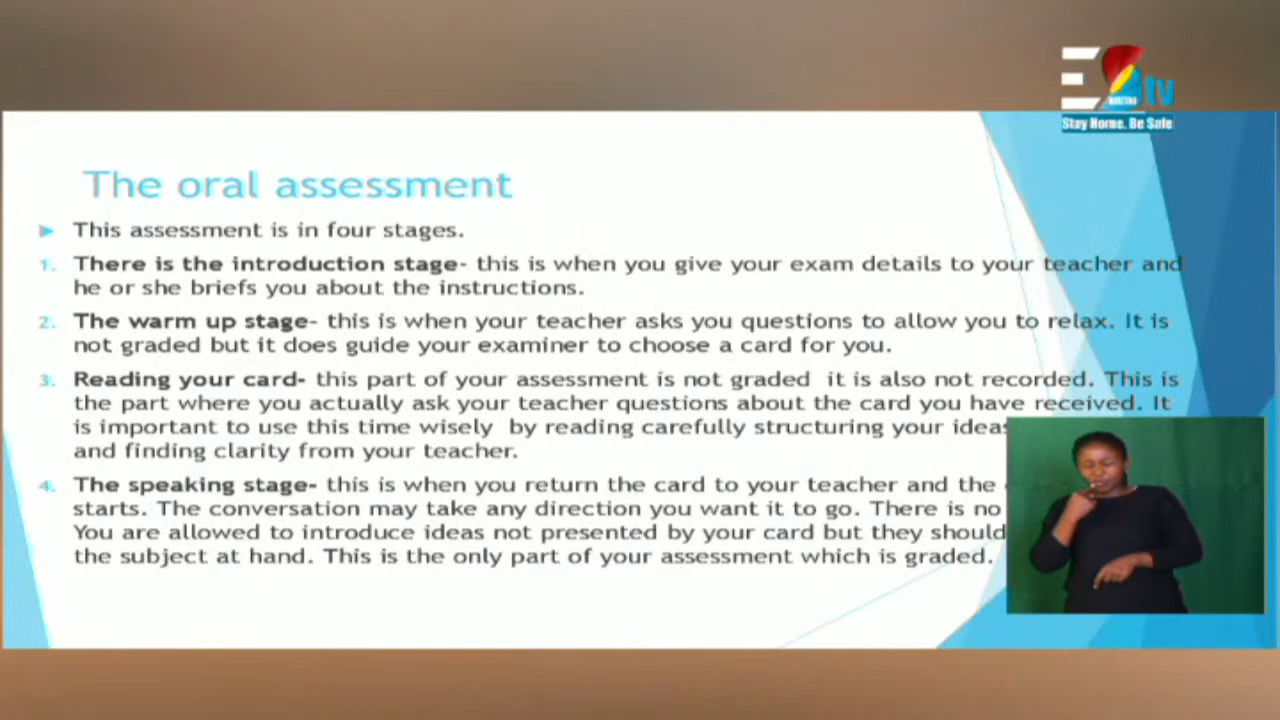 ES tv
Stay Home. Be Safe
The oral assessment
This assessment is in four stages.
1. There is the introduction stage- this is when you give your exam details to your teacher and
he or she briefs you about the instructions.
2. The warm up stage- this is when your teacher asks you questions to allow you to relax. It is
not graded but it does guide your examiner to choose a card for you.
3. Reading your card- this part of your assessment is not graded it is also not recorded. This is
the part where you actually ask your teacher questions about the card you have received. It
is important to use this time wisely by reading carefully structuring your ideas
and finding clarity from your teacher.
4. The speaking stage- this is when you return the card to your teacher and the
starts. The conversation may take any direction you want it to go. There is no
You are allowed to introduce ideas not presented by your card but they should
the subject at hand. This is the only part of your assessment which is graded.